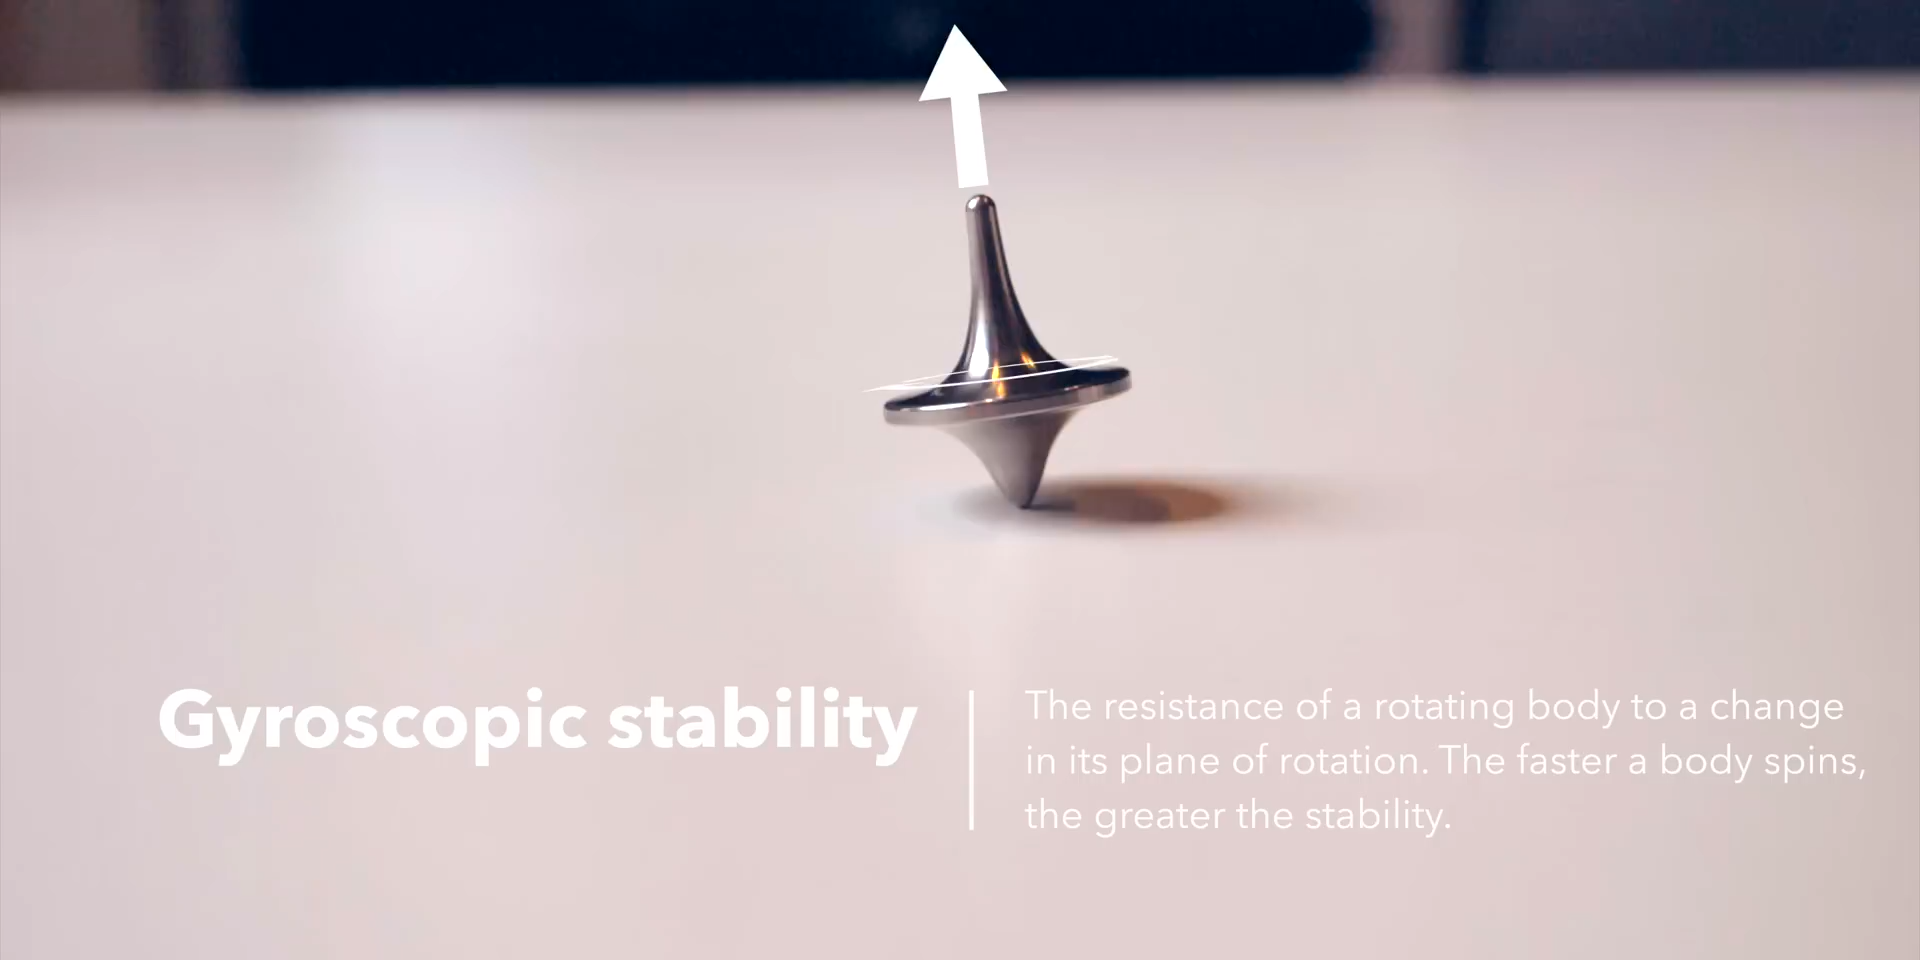 Gyroscopic stability
The resistance of a rotating body to a change
in its plane of rotation. The faster a body spins,
the greater the stability.